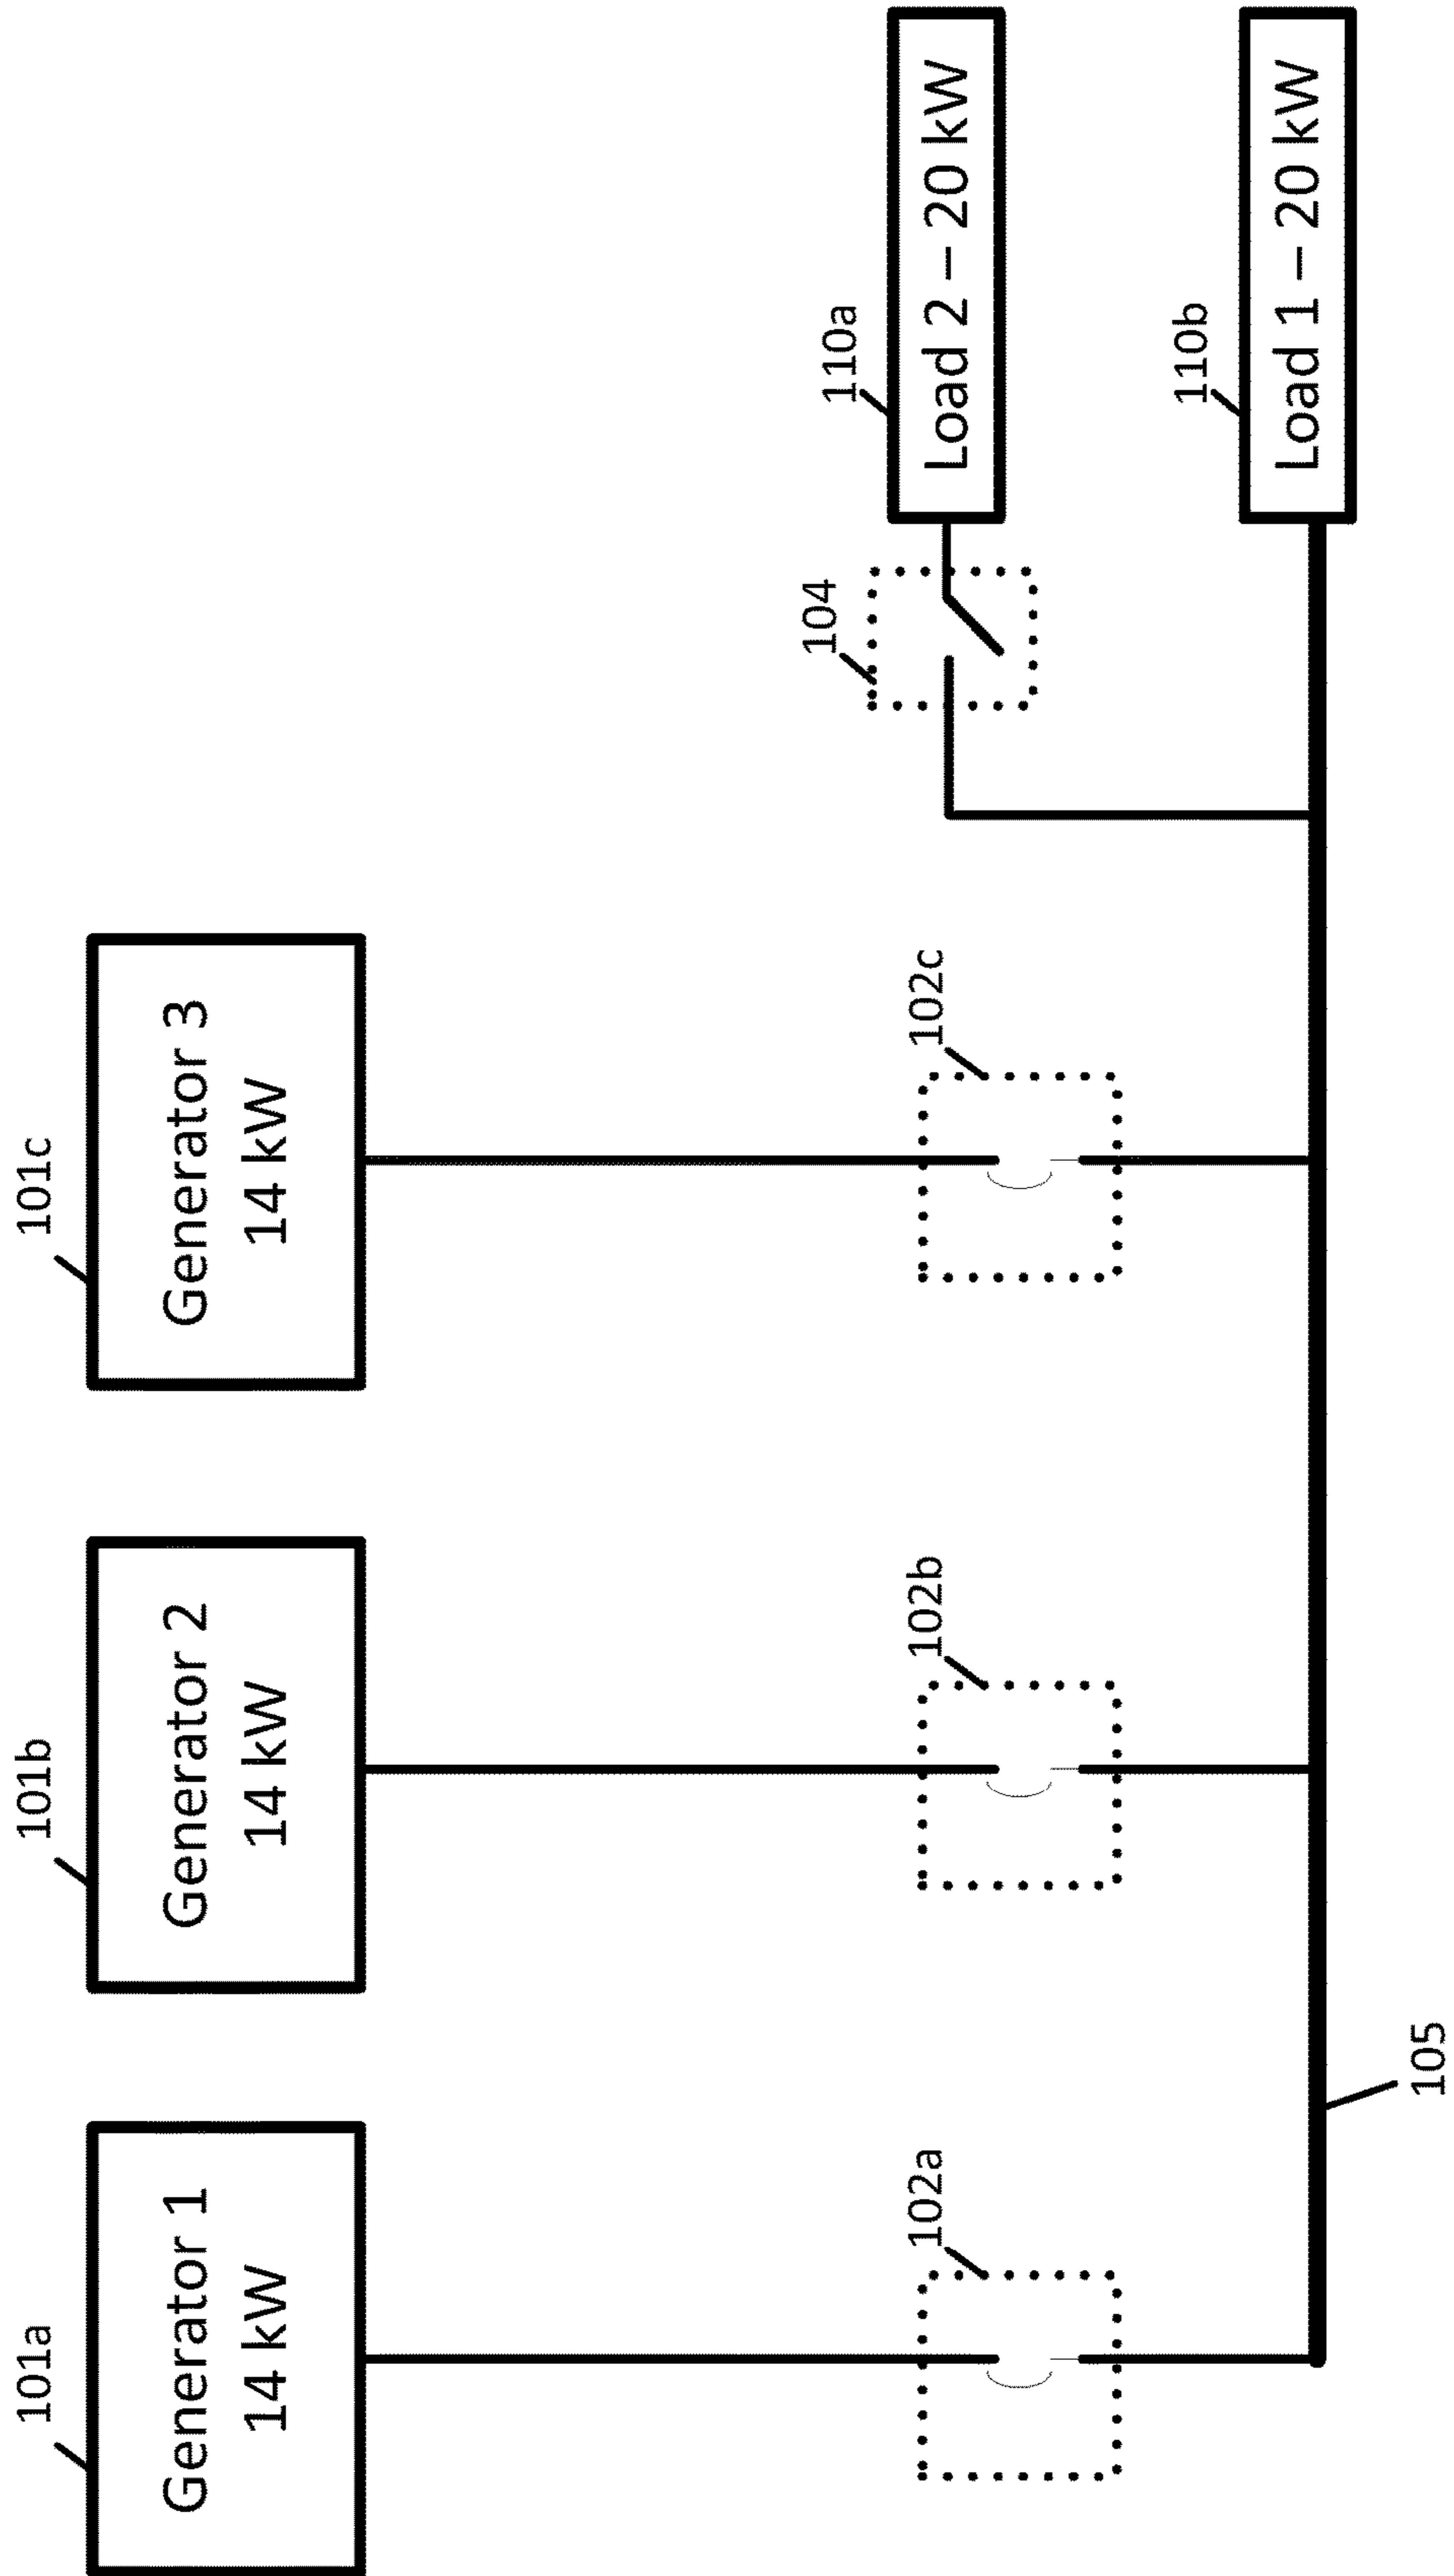 101a
Generator 1
14 kW
101b
Generator 2
14 kW
101c
Generator 3
14 kW
102a
102b
102c
104
110a
Load 2 – 20 kW
110b
Load 1 – 20 kW
105